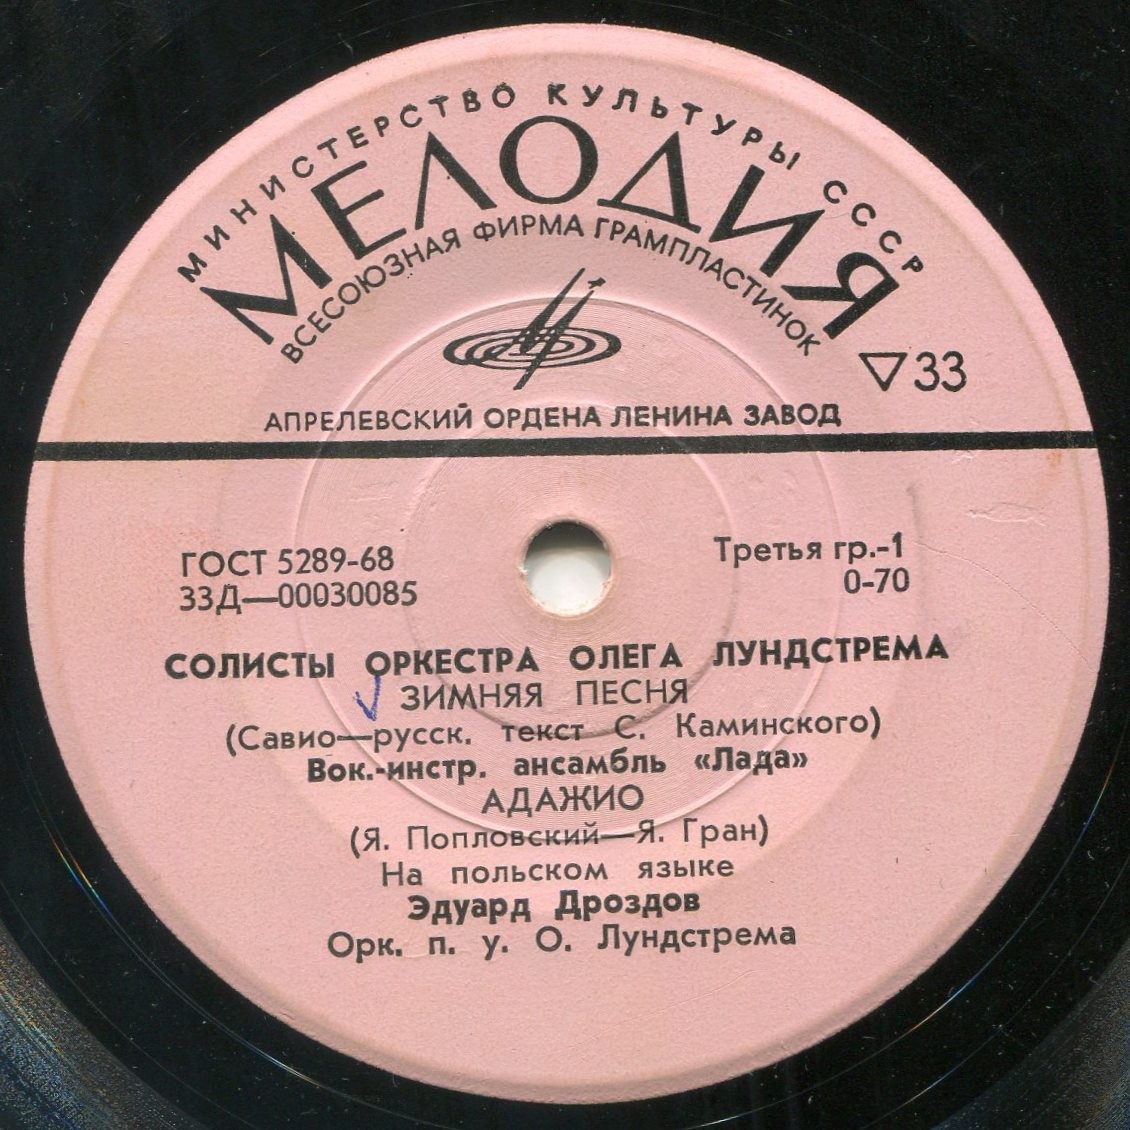 МИНИСТЕРСТВО КУЛЬТУРЫ СССР
МЕЛОДИЯ
ВСЕСОЮЗНАЯ ФИРМА ГРАМПЛАСТИНОК
▽33
АПРЕЛЕВСКИЙ ОРДЕНА ЛЕНИНА ЗАВОД
ГОСТ 5289-68
Третья гр.-1
33Д—00030085
0-70
СОЛИСТЫ ОРКЕСТРА ОЛЕГА ЛУНДСТРЕМА
ЗИМНЯЯ ПЕСНЯ
(Савио—русск. текст С. Каминского)
Вок.-инстр. ансамбль «Лада»
АДАЖИО
(Я. Попловский—Я. Гран)
На польском языке
Эдуард Дроздов
Орк. п. у. О. Лундстрема